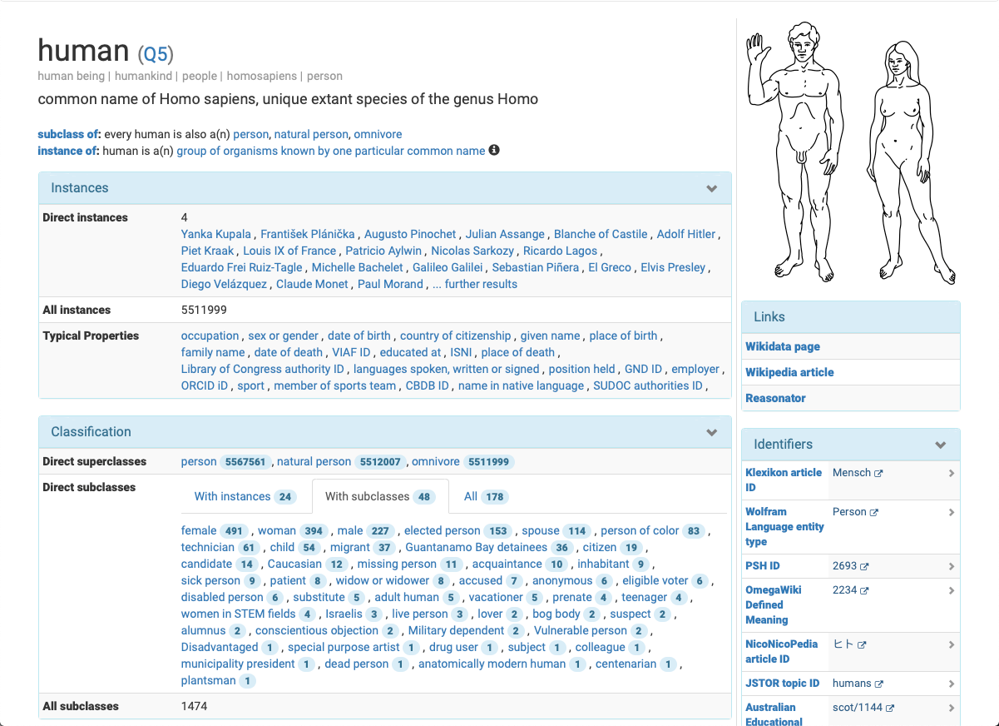 human (Q5)
human being | humankind | people | homosapiens | person
common name of Homo sapiens, unique extant species of the genus Homo
subclass of: every human is also a(n) person, natural person, omnivore
instance of: human is a(n) group of organisms known by one particular common name
Instances
Direct instances
4
Yanka Kupala , František Plánička , Augusto Pinochet , Julian Assange , Blanche of Castile , Adolf Hitler ,
Piet Kraak , Louis IX of France , Patricio Aylwin , Nicolas Sarkozy , Ricardo Lagos ,
Eduardo Frei Ruiz-Tagle , Michelle Bachelet , Galileo Galilei , Sebastian Piñera , El Greco , Elvis Presley ,
Diego Velázquez , Claude Monet , Paul Morand , ... further results
All instances
5511999
Typical Properties
occupation , sex or gender , date of birth , country of citizenship , given name , place of birth ,
family name , date of death , VIAF ID , educated at , ISNI , place of death ,
Library of Congress authority ID , languages spoken, written or signed , position held , GND ID , employer ,
ORCID iD , sport , member of sports team , CBDB ID , name in native language , SUDOC authorities ID ,
Classification
Direct superclasses
person 5567561 , natural person 5512007 , omnivore 5511999
Direct subclasses
With instances 24
With subclasses 48
All 178
female 491 , woman 394 , male 227 , elected person 153 , spouse 114 , person of color 83 ,
technician 61 , child 54 , migrant 37 , Guantanamo Bay detainees 36 , citizen 19 ,
candidate 14 , Caucasian 12 , missing person 11 , acquaintance 10 , inhabitant 9 ,
sick person 9 , patient 8 , widow or widower 8 , accused 7 , anonymous 6 , eligible voter 6 ,
disabled person 6 , substitute 5 , adult human 5 , vacationer 5 , prenate 4 , teenager 4 ,
women in STEM fields 4 , Israelis 3 , live person 3 , lover 2 , bog body 2 , suspect 2 ,
alumnus 2 , conscientious objection 2 , Military dependent 2 , Vulnerable person 2 ,
Disadvantaged 1 , special purpose artist 1 , drug user 1 , subject 1 , colleague 1 ,
municipality president 1 , dead person 1 , anatomically modern human 1 , centenarian 1 ,
plantsman 1
All subclasses
1474
Links
Wikidata page
Wikipedia article
Reasonator
Identifiers
Klexikon article
ID
Mensch
Wolfram
Language entity
type
Person
PSH ID
2693
OmegaWiki
Defined
Meaning
2234
NicoNicoPedia
article ID
ヒト
JSTOR topic ID
humans
Australian
Educational
scot/1144